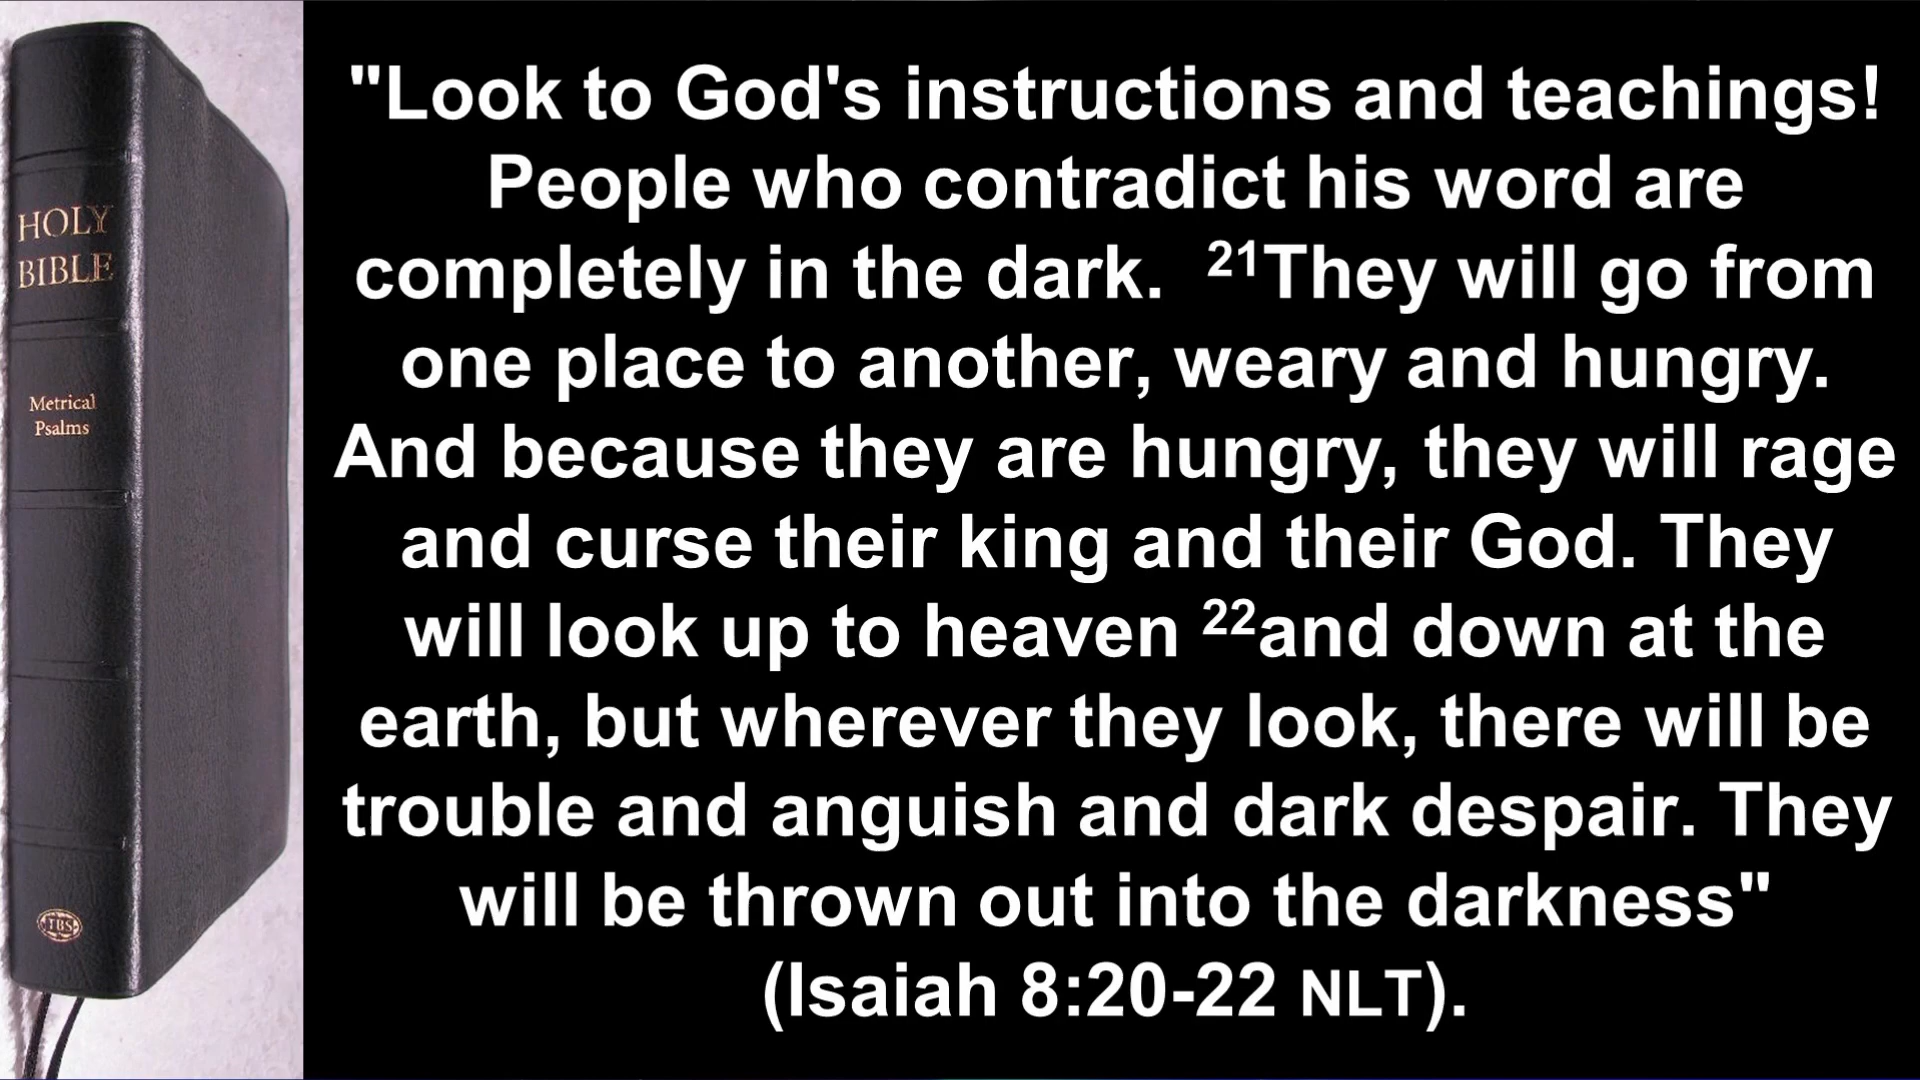 HOLY
BIBLE
Metrical
Psalms
TBS
"Look to God's instructions and teachings!
People who contradict his word are
completely in the dark.  ²¹They will go from
one place to another, weary and hungry.
And because they are hungry, they will rage
and curse their king and their God. They
will look up to heaven ²²and down at the
earth, but wherever they look, there will be
trouble and anguish and dark despair. They
will be thrown out into the darkness"
(Isaiah 8:20-22 NLT).